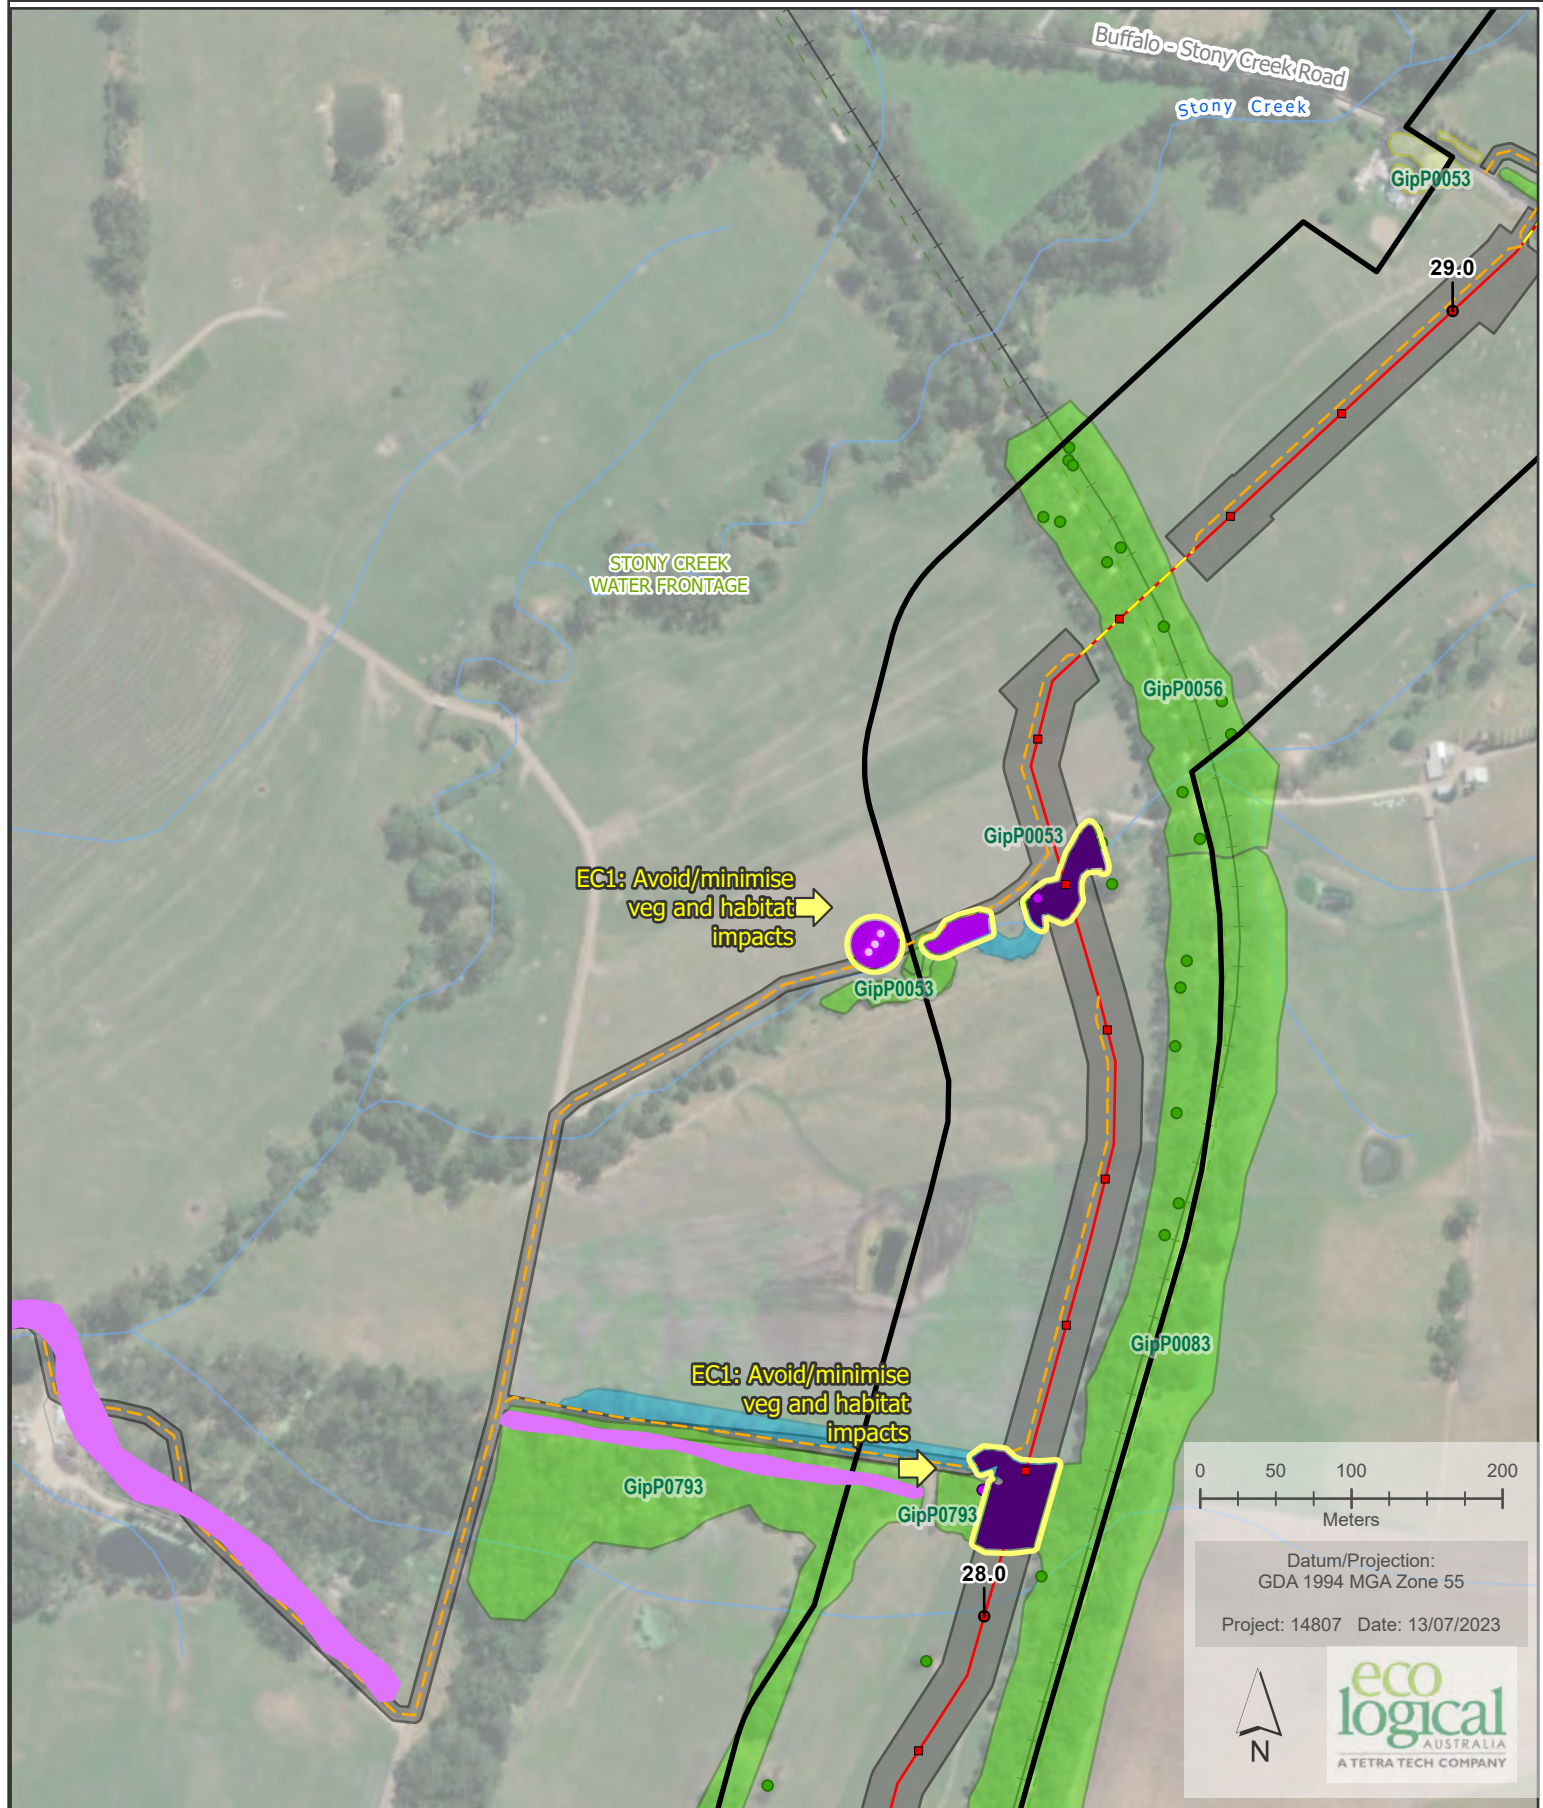 Buffalo - Stony Creek Road
Stony Creek
GipP0053
29.0
STONY CREEK
WATER FRONTAGE
GipP0056
GipP0053
EC1: Avoid/minimise
veg and habitat
impacts
GipP0053
GipP0083
EC1: Avoid/minimise
veg and habitat
impacts
GipP0793
GipP0793
28.0
0 50 100 200
Meters
Datum/Projection:
GDA 1994 MGA Zone 55
Project: 14807 Date: 13/07/2023
N
eco
logical
AUSTRALIA
A TETRA TECH COMPANY